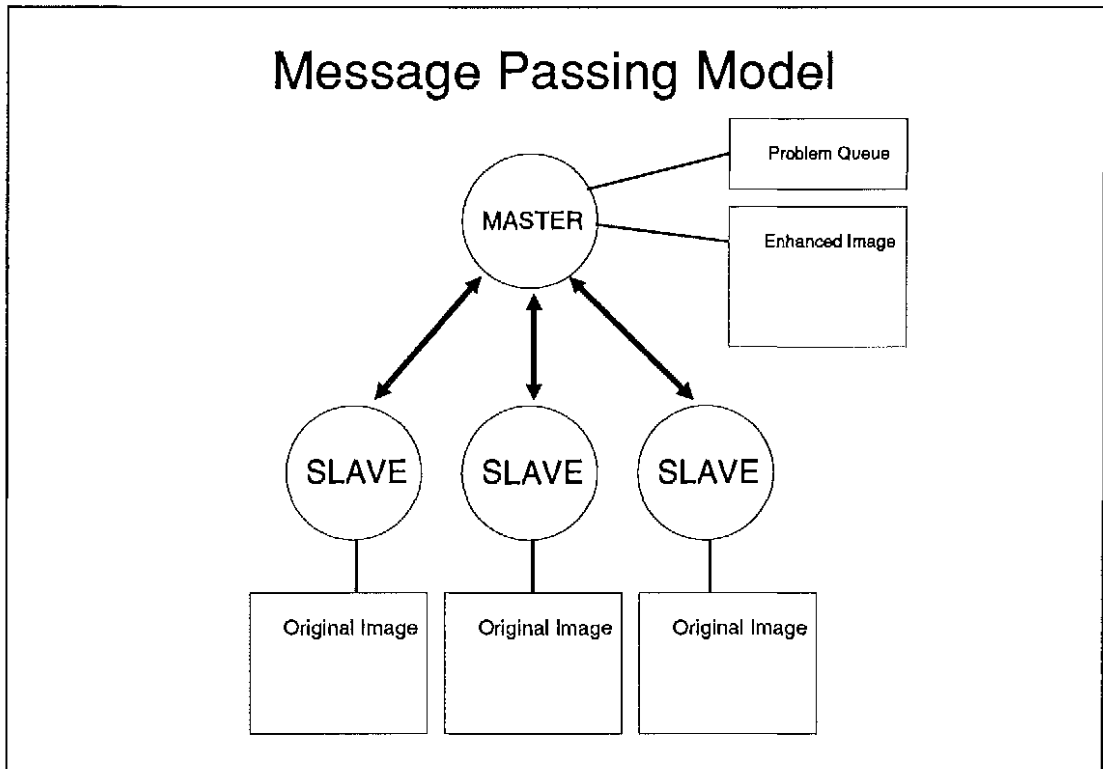 Message Passing Model
Problem Queue
MASTER
Enhanced Image
SLAVE SLAVE SLAVE
Original Image Original Image Original Image